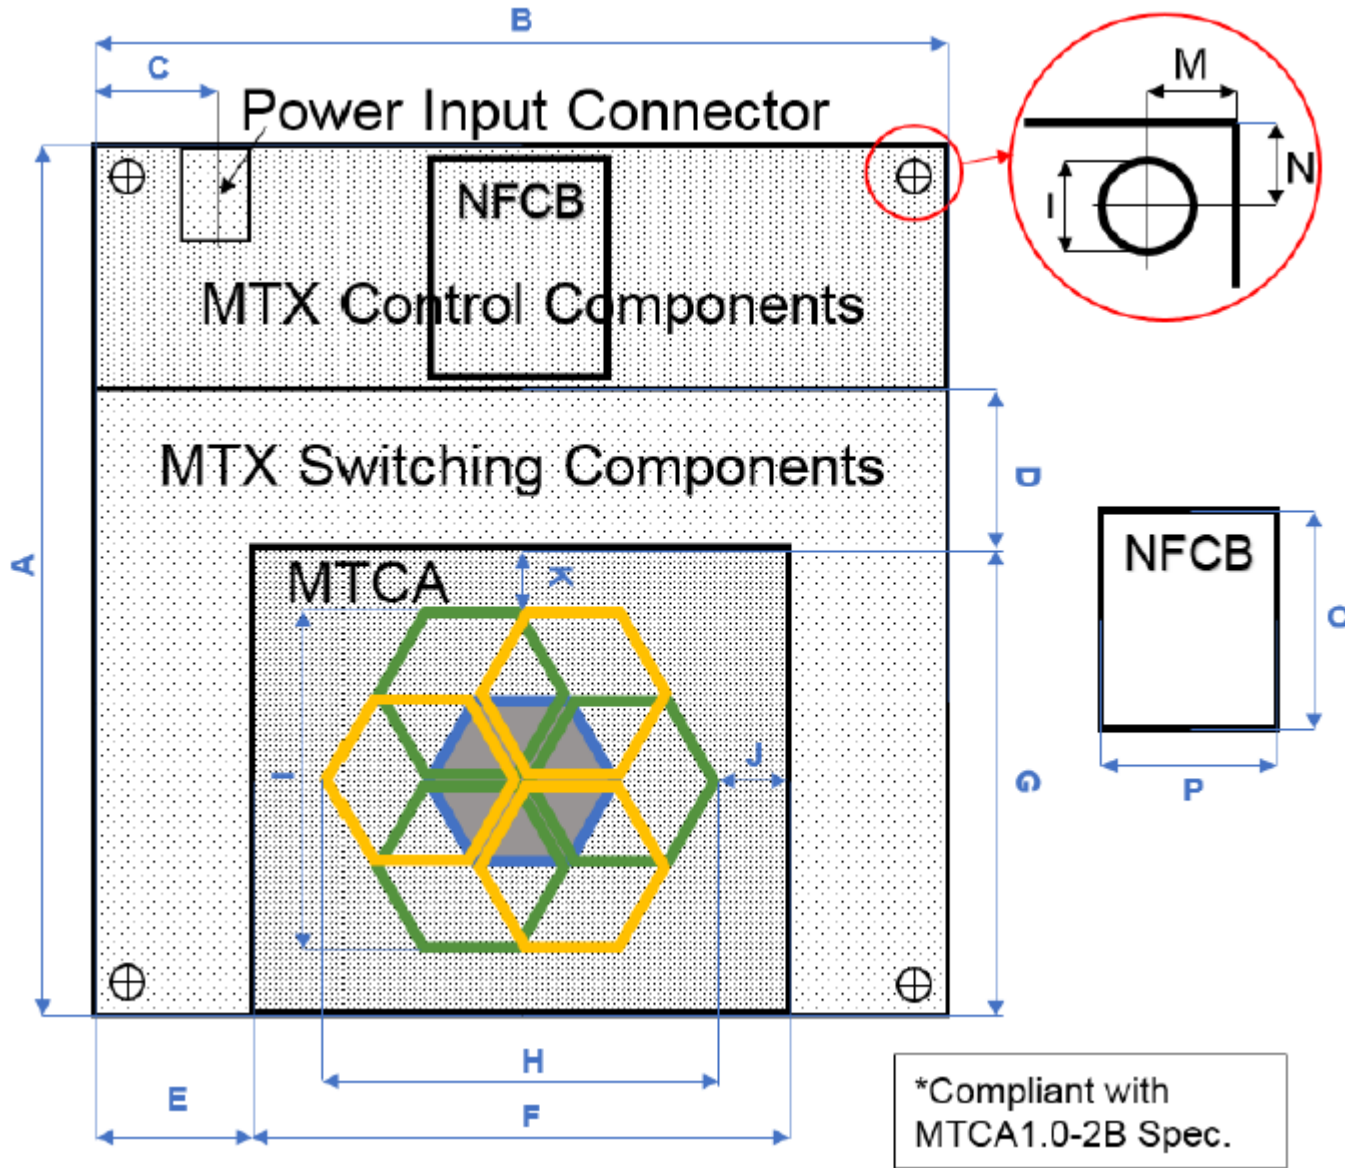 B
C
M
Power Input Connector
N
I
NFCB
MTX Control Components
MTX Switching Components
D
A
NFCB
O
MTCA
K
I
J
G
P
H
E
F
*Compliant with
MTCA1.0-2B Spec.